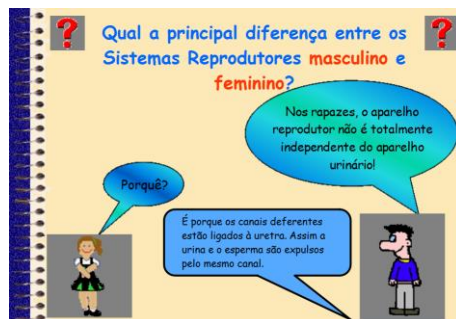 Qual a principal diferença entre os
Sistemas Reprodutores masculino e
feminino?
Nos rapazes, o aparelho
reprodutor não é totalmente
independente do aparelho
urinário!
Porquê?
É porque os canais deferentes
estão ligados à uretra. Assim a
urina e o esperma são expulsos
pelo mesmo canal.